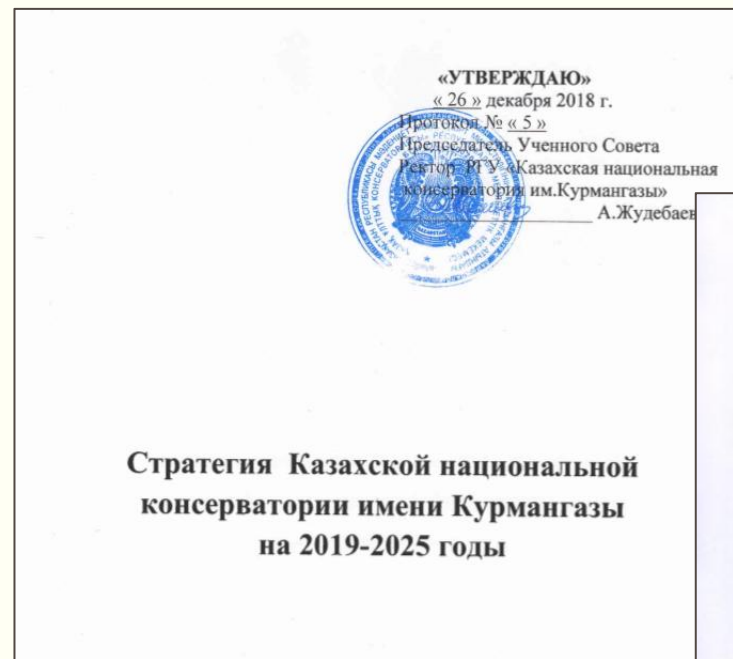 «УТВЕРЖДАЮ»
« 26 » декабря 2018 г.
Протокол № « 5 »
Председатель Ученного Совета
Ректор РГУ «Казахская национальная
консерватория им.Курмангазы»
А.Жудебаев
Стратегия Казахской национальной
консерватории имени Курмангазы
на 2019-2025 годы